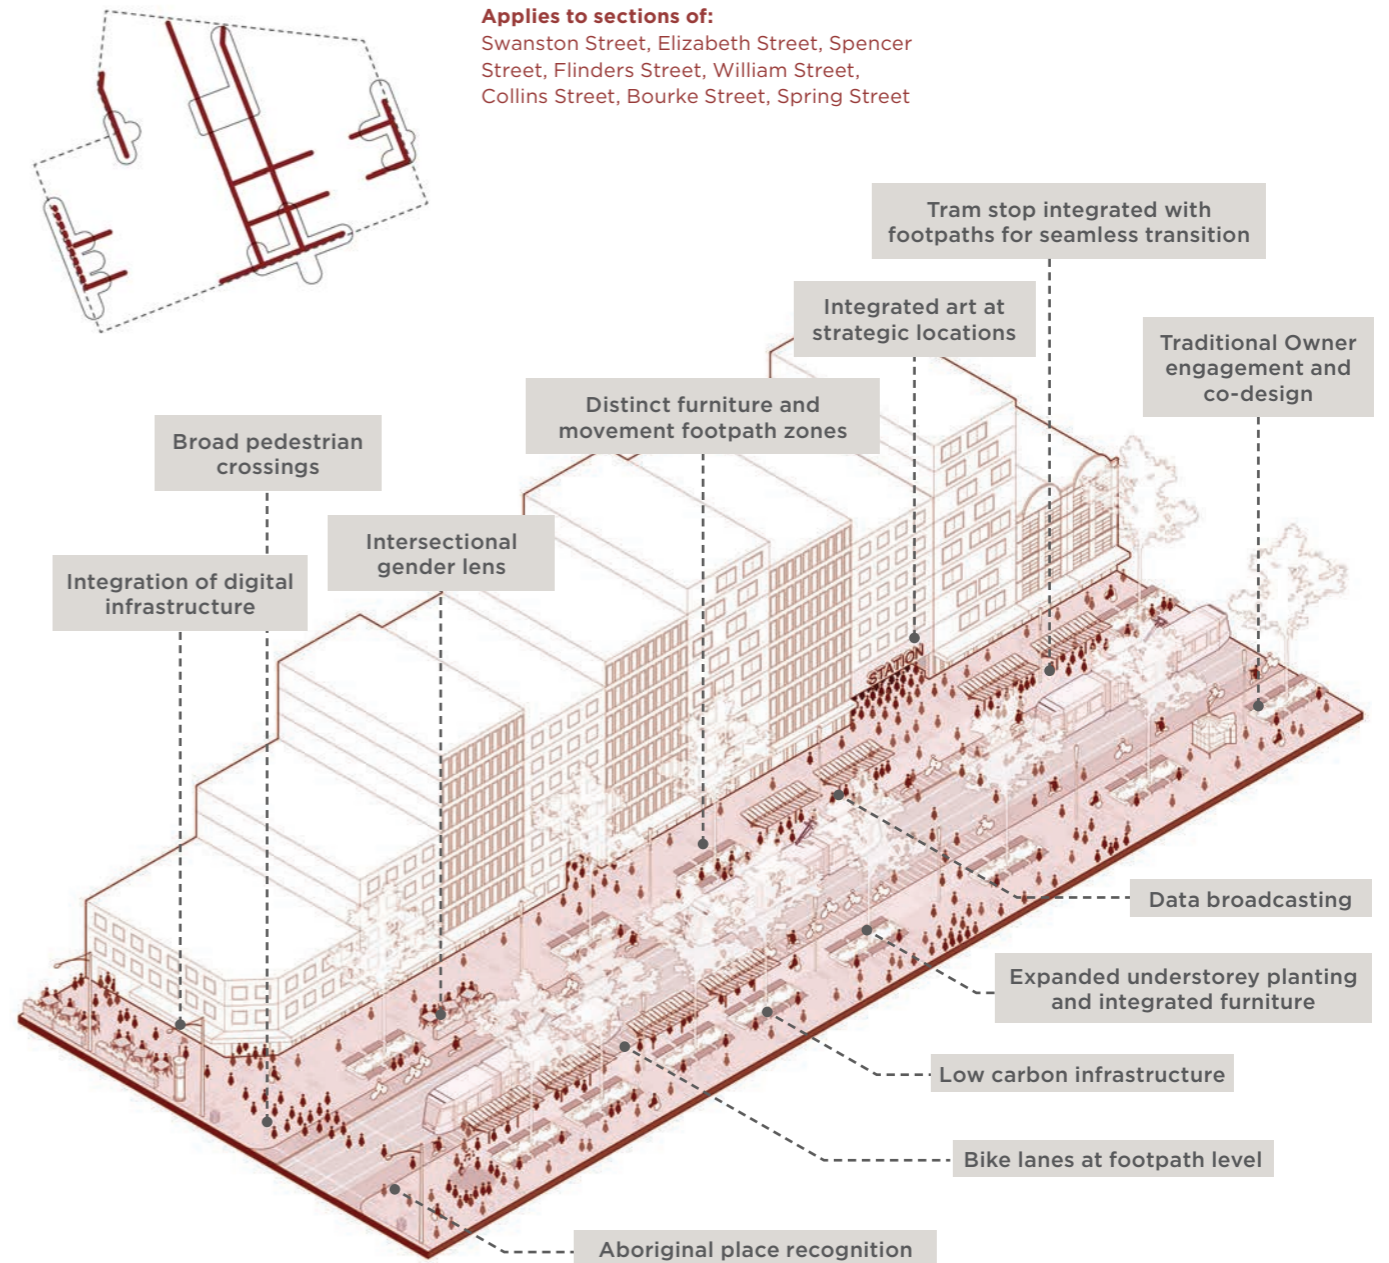 Applies to sections of:
Swanston Street, Elizabeth Street, Spencer
Street, Flinders Street, William Street,
Collins Street, Bourke Street, Spring Street
Tram stop integrated with
footpaths for seamless transition
Integrated art at
strategic locations
Traditional Owner
engagement and
co-design
Distinct furniture and
movement footpath zones
Broad pedestrian
crossings
Intersectional
gender lens
Integration of digital
infrastructure
STATION
Data broadcasting
Expanded understorey planting
and integrated furniture
Low carbon infrastructure
Bike lanes at footpath level
Aboriginal place recognition